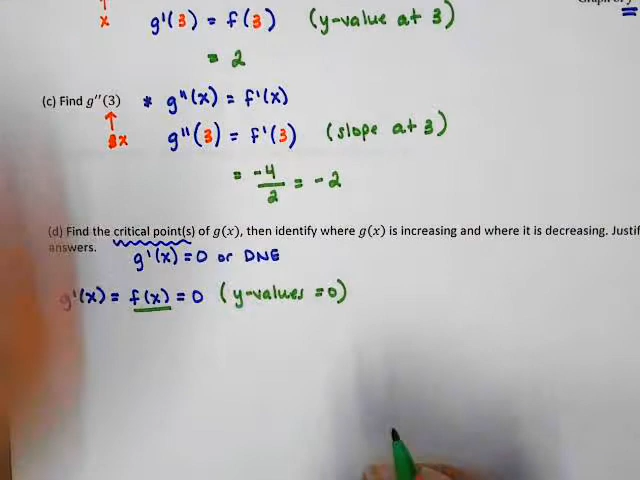 x g'(3) = f(3) (y-value at 3)
= 2
(c) Find g''(3) * g''(x) = f'(x)
x g''(3) = f'(3) (slope at 3)
= -4/2 = -2
(d) Find the critical point(s) of g(x), then identify where g(x) is increasing and where it is decreasing. Justif
answers. g'(x) = 0 or DNE
g'(x) = f(x) = 0 (y-values = 0)